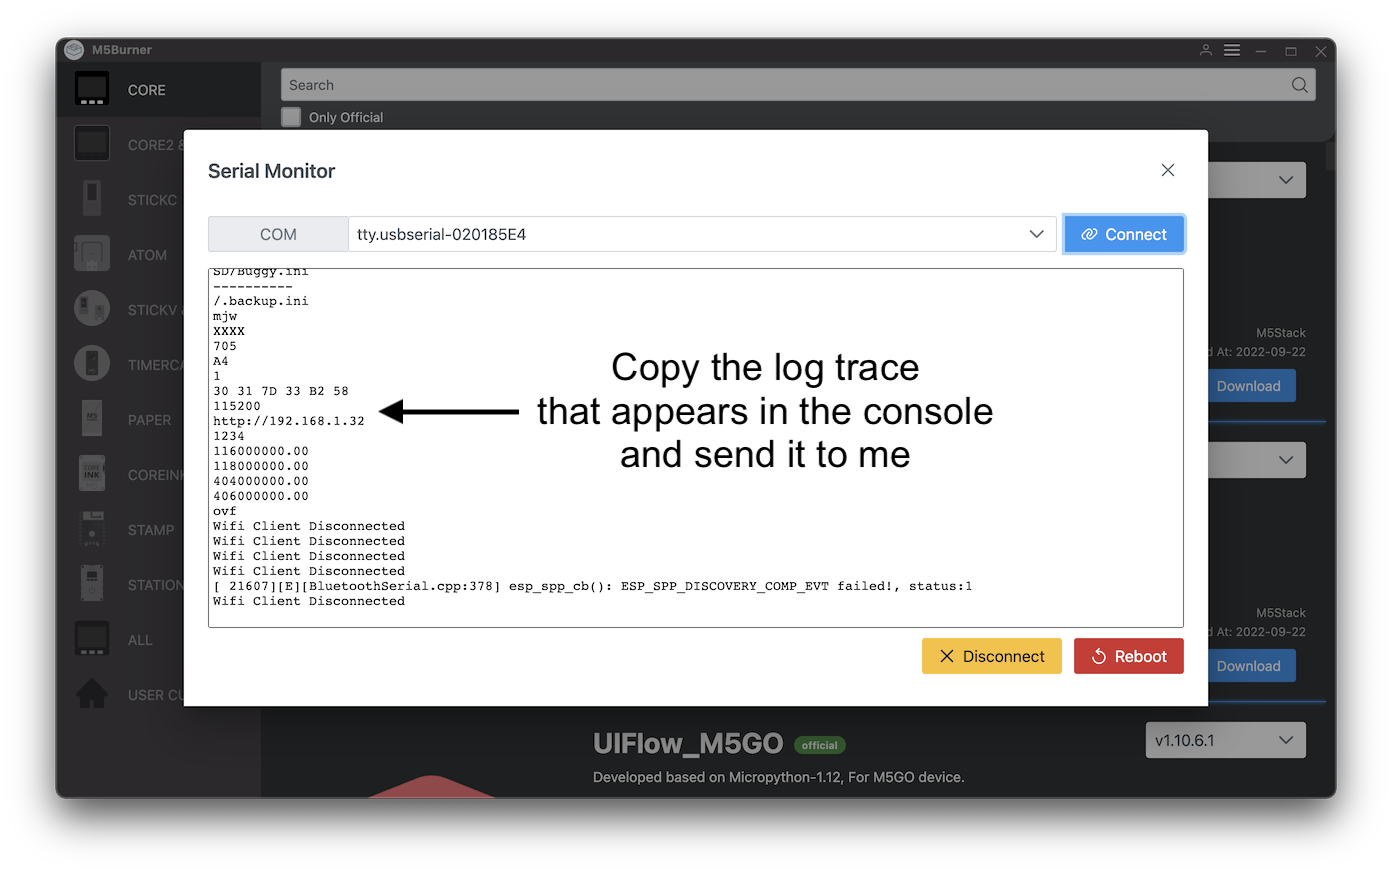 M5Burner
CORE
Search
Only Official
CORE2 &
STICKC
ATOM
STICKV &
TIMERCA
PAPER
COREINK
STAMP
STATION
ALL
USER CU
Serial Monitor
COM
tty.usbserial-020185E4
Connect
SD/Buggy.ini
----------
/.backup.ini
mjw
XXXX
705
A4
1
30 31 7D 33 B2 58
115200
http://192.168.1.32
1234
116000000.00
118000000.00
404000000.00
406000000.00
ovf
Wifi Client Disconnected
Wifi Client Disconnected
Wifi Client Disconnected
Wifi Client Disconnected
[ 21607][E][BluetoothSerial.cpp:378] esp_spp_cb(): ESP_SPP_DISCOVERY_COMP_EVT failed!, status:1
Wifi Client Disconnected
Copy the log trace
that appears in the console
and send it to me
Disconnect
Reboot
M5Stack
d At: 2022-09-22
Download
M5Stack
d At: 2022-09-22
Download
UIFlow_M5GO official
v1.10.6.1
Developed based on Micropython-1.12, For M5GO device.